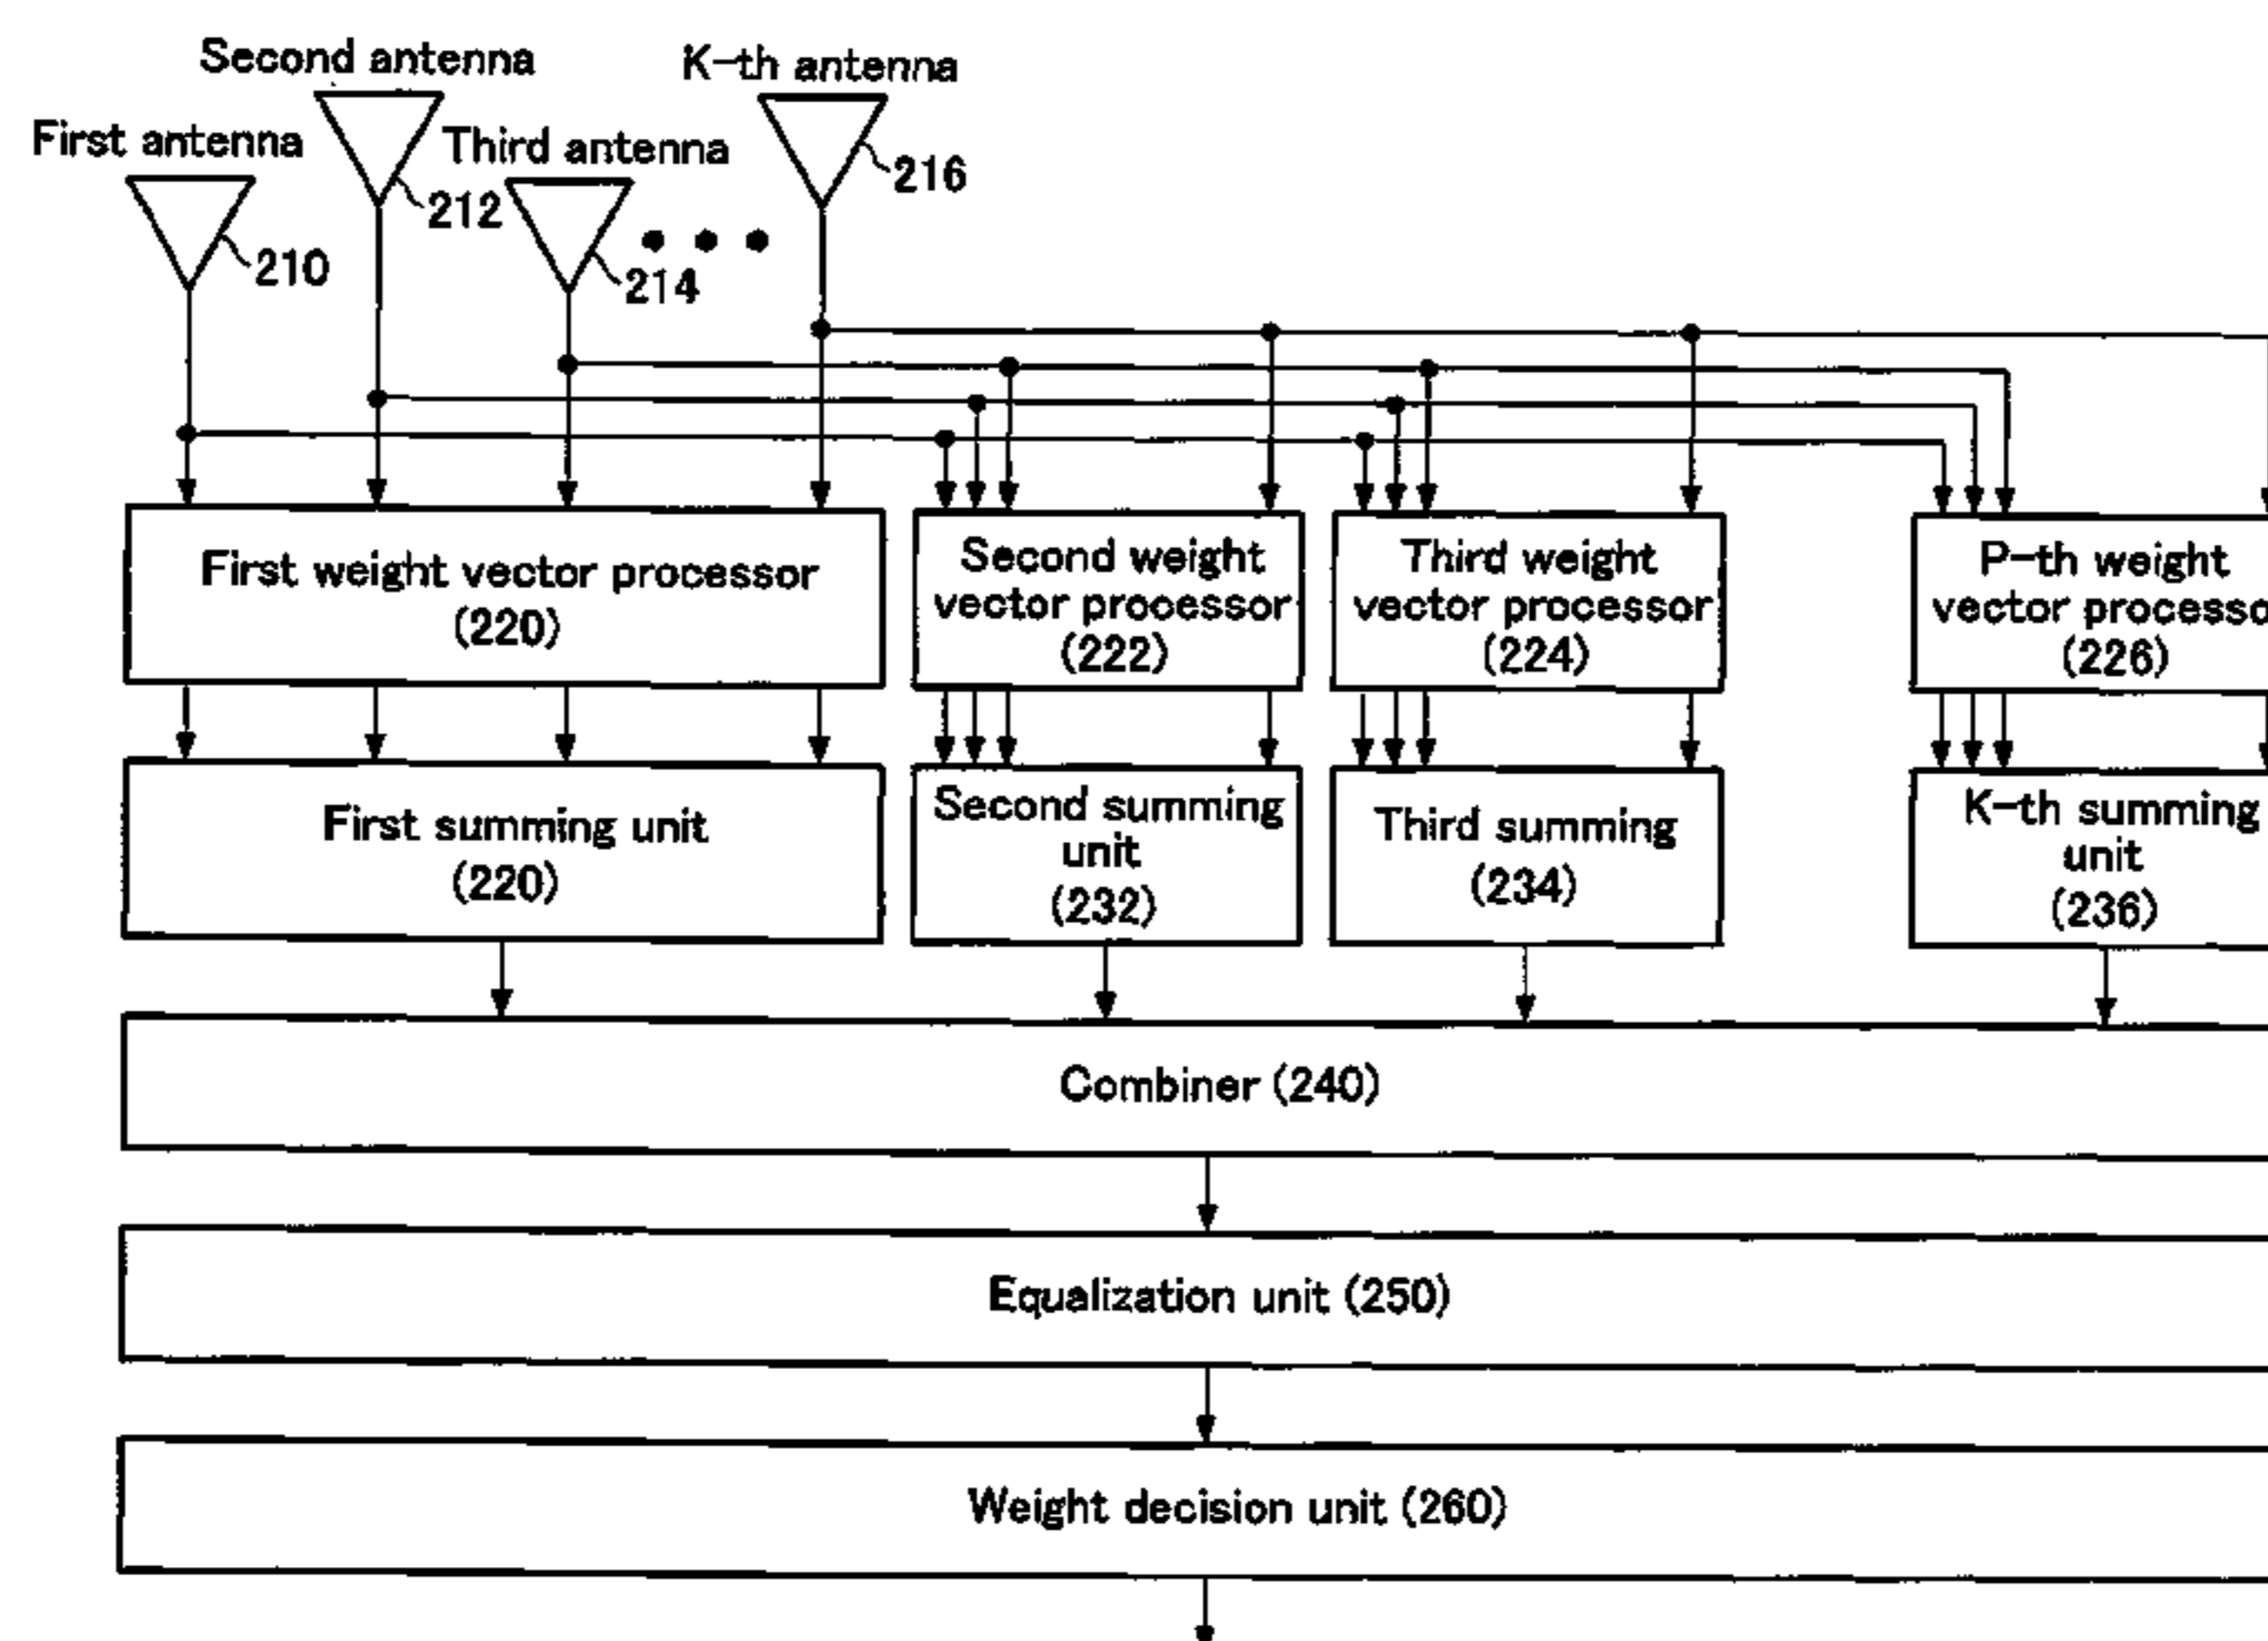 Second antenna
K-th antenna
First antenna
Third antenna
216
212
210
214
First weight vector processor
(220)
Second weight
vector processor
(222)
Third weight
vector processor
(224)
P-th weight
vector processo
(226)
First summing unit
(220)
Second summing
unit
(232)
Third summing
(234)
K-th summing
unit
(236)
Combiner (240)
Equalization unit (250)
Weight decision unit (260)